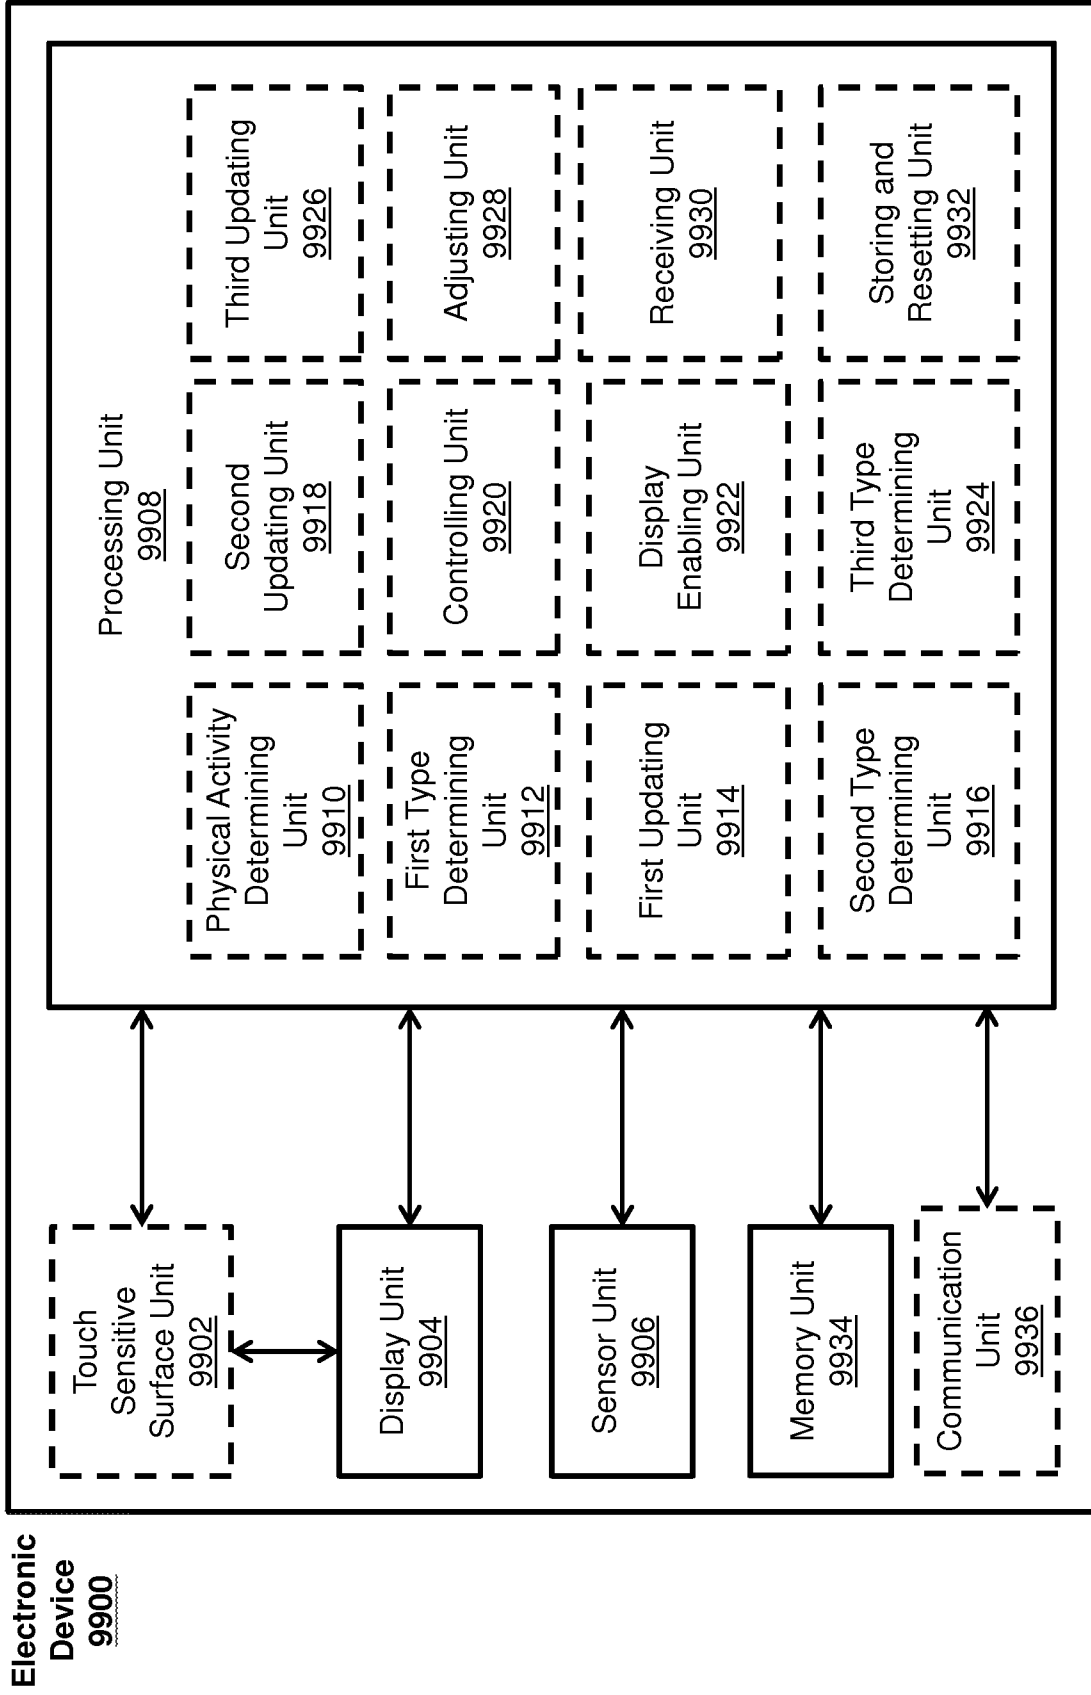 Electronic
Device
9900
Touch
Sensitive
Surface Unit
9902
Display Unit
9904
Sensor Unit
9906
Memory Unit
9934
Communication
Unit
9936
Processing Unit
9908
Physical Activity
Determining
Unit
9910
Second
Updating Unit
9918
Third Updating
Unit
9926
First Type
Determining
Unit
9912
Controlling Unit
9920
Adjusting Unit
9928
First Updating
Unit
9914
Display
Enabling Unit
9922
Receiving Unit
9930
Second Type
Determining
Unit
9916
Third Type
Determining
Unit
9924
Storing and
Resetting Unit
9932